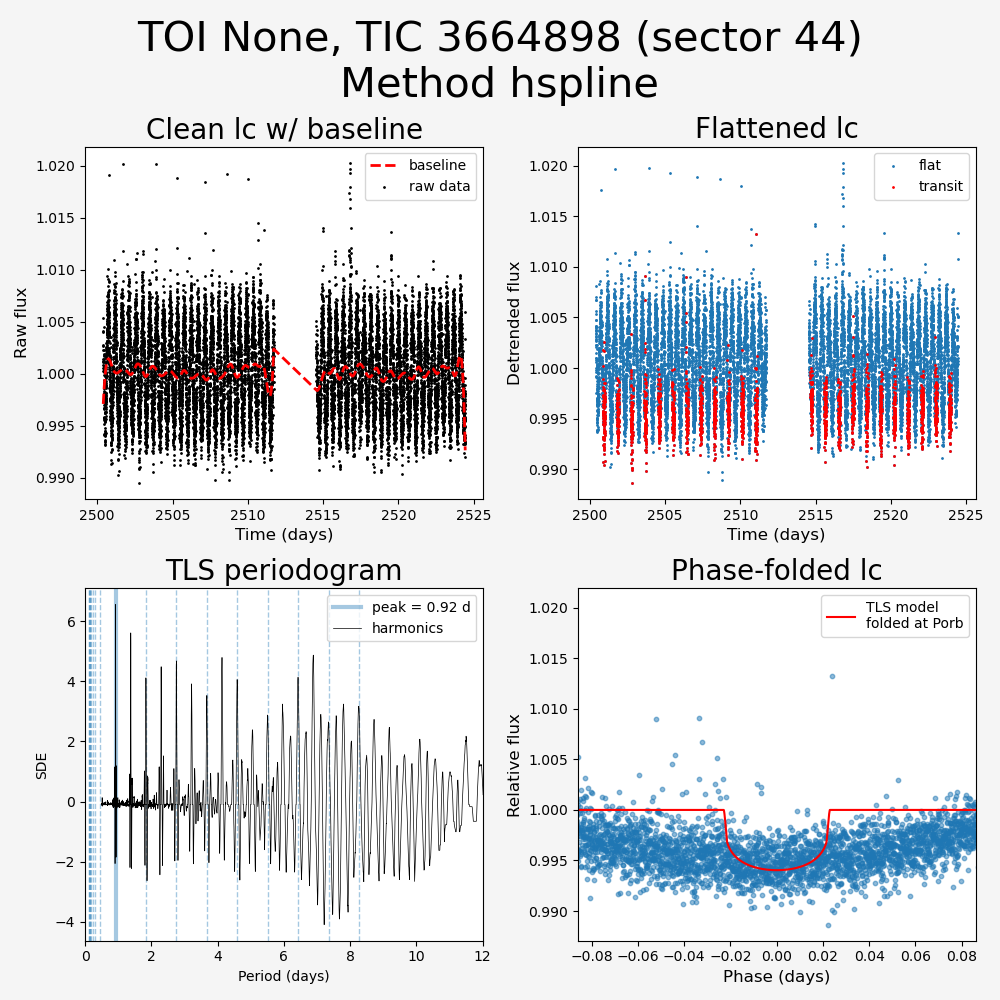 TOI None, TIC 3664898 (sector 44)
Method hspline
Clean lc w/ baseline
Flattened lc
baseline
raw data
flat
transit
1.020
1.015
1.010
1.005
1.000
0.995
0.990
Raw flux
2500 2505 2510 2515 2520 2525
Time (days)
1.020
1.015
1.010
1.005
1.000
0.995
0.990
Detrended flux
2500 2505 2510 2515 2520 2525
Time (days)
TLS periodogram
Phase-folded lc
peak = 0.92 d
harmonics
TLS model
folded at Porb
6
4
2
0
−2
−4
SDE
0 2 4 6 8 10 12
Period (days)
1.020
1.015
1.010
1.005
1.000
0.995
0.990
Relative flux
−0.08 −0.06 −0.04 −0.02 0.00 0.02 0.04 0.06 0.08
Phase (days)